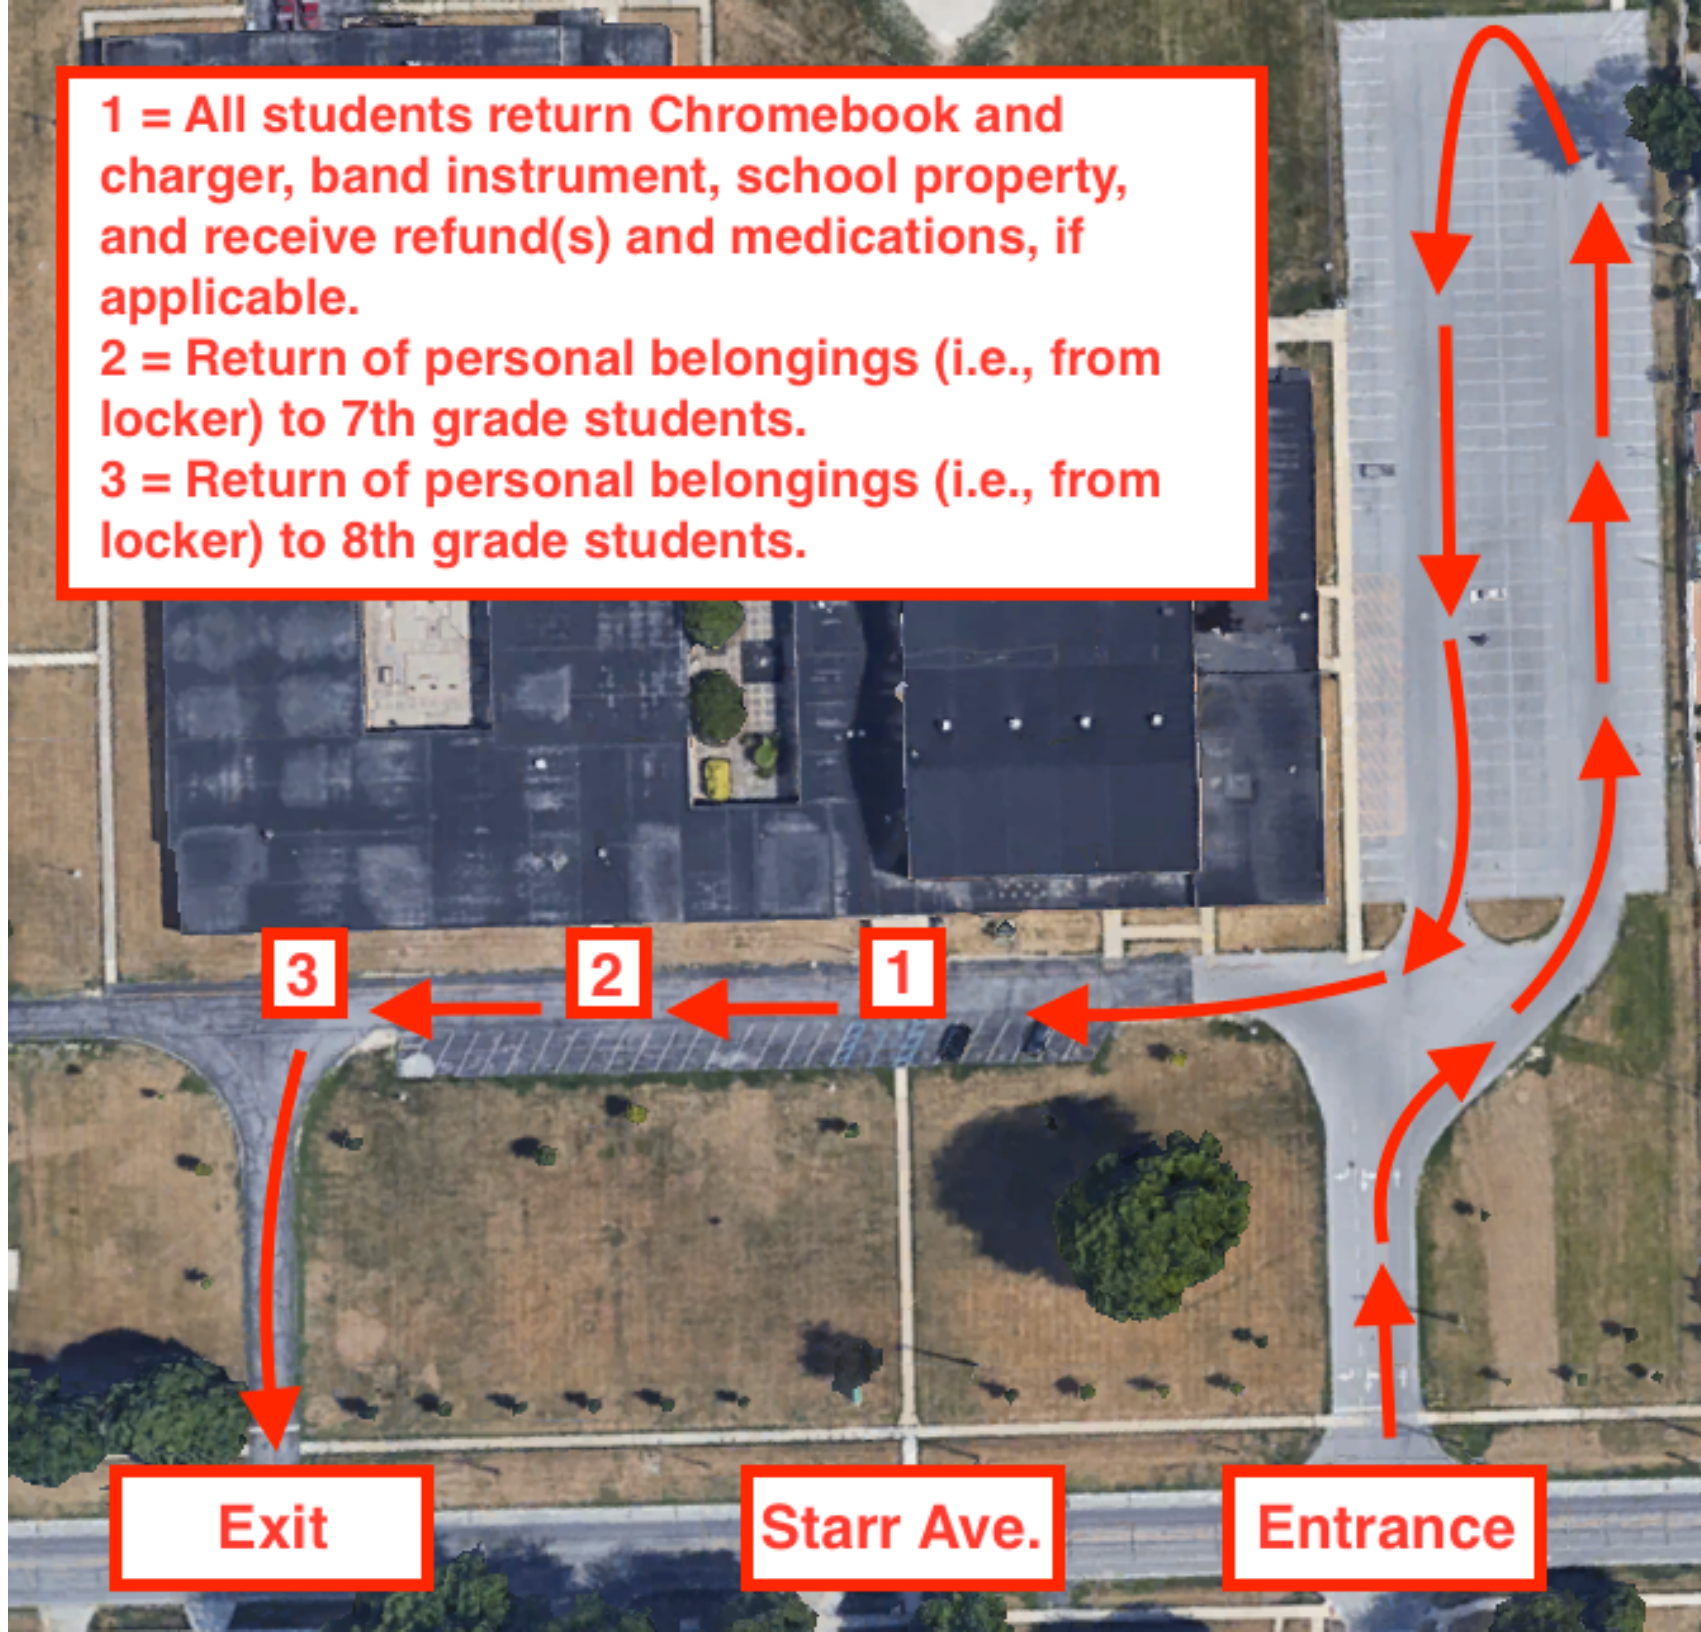 1 = All students return Chromebook and
charger, band instrument, school property,
and receive refund(s) and medications, if
applicable.
2 = Return of personal belongings (i.e., from
locker) to 7th grade students.
3 = Return of personal belongings (i.e., from
locker) to 8th grade students.
3
2
1
Exit
Starr Ave.
Entrance